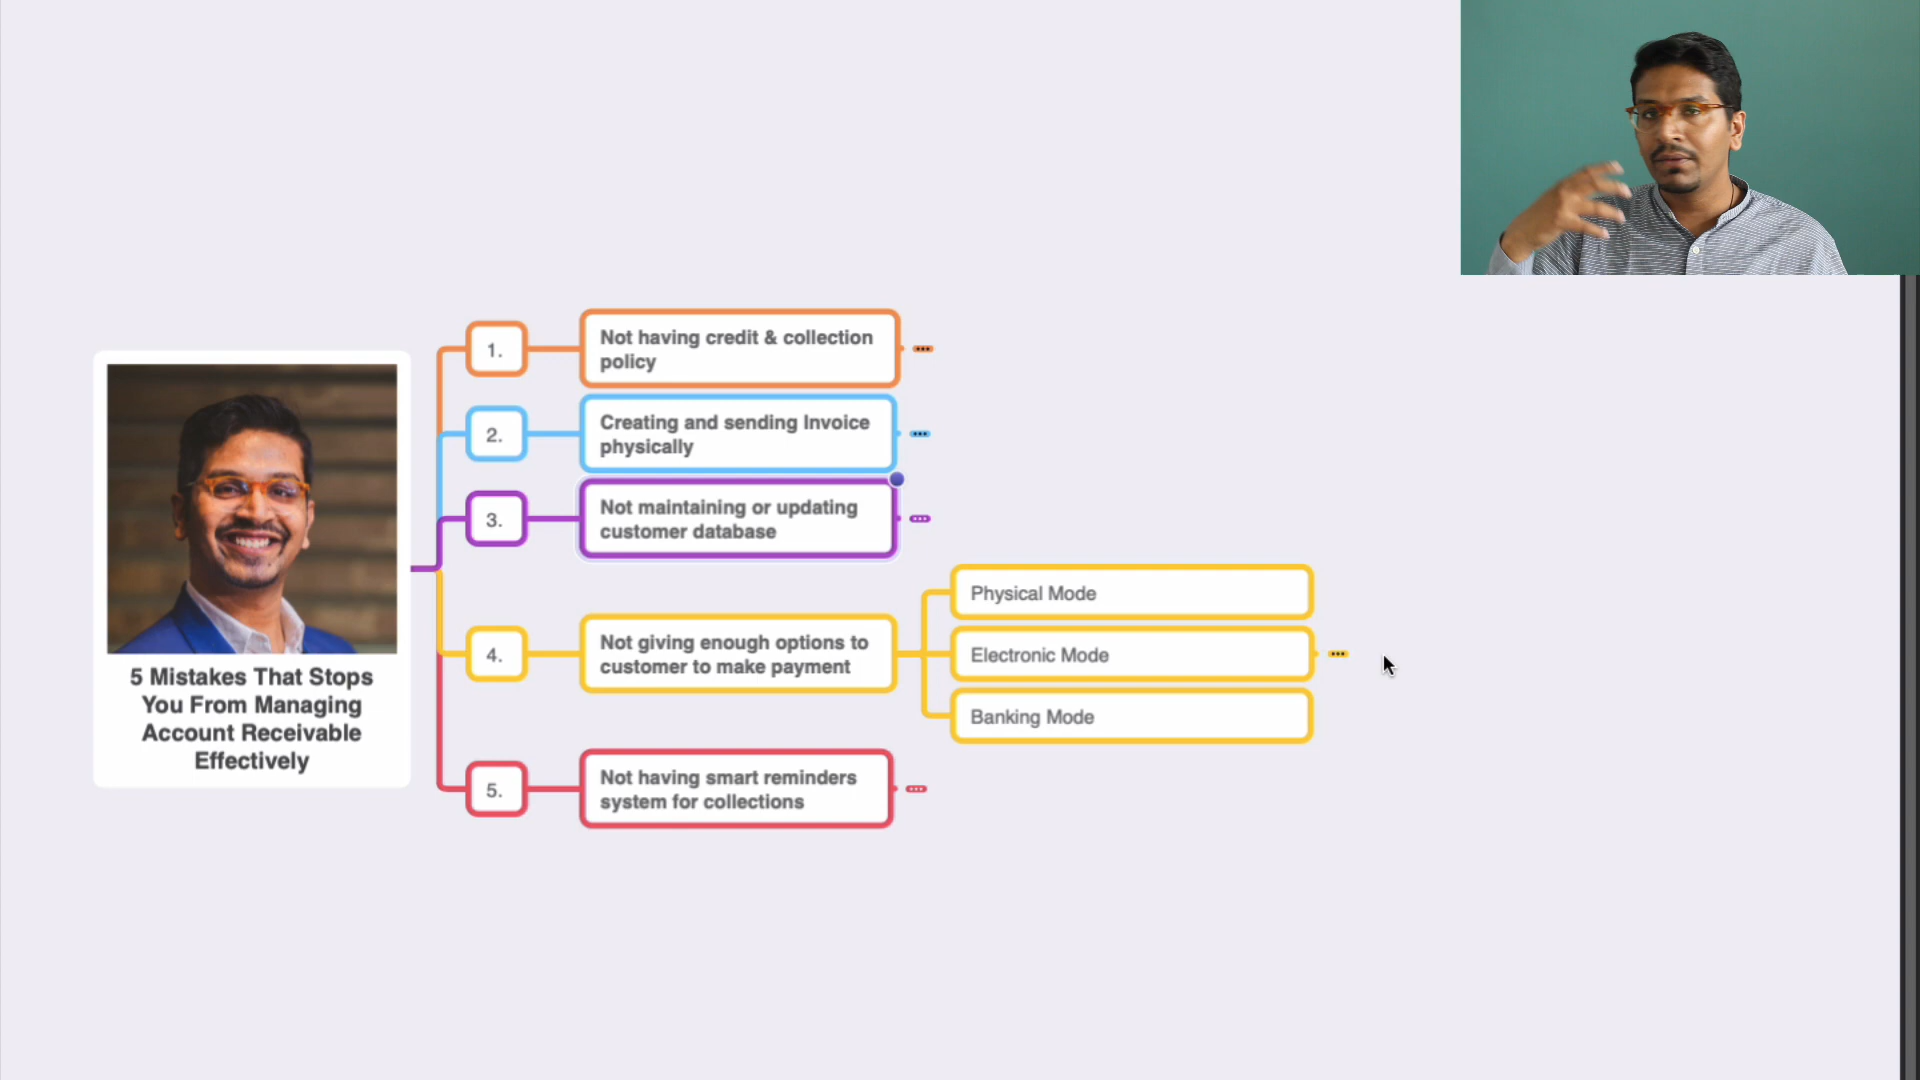 5 Mistakes That Stops
You From Managing
Account Receivable
Effectively
1.
Not having credit & collection
policy
2.
Creating and sending Invoice
physically
3.
Not maintaining or updating
customer database
4.
Not giving enough options to
customer to make payment
Physical Mode
Electronic Mode
Banking Mode
5.
Not having smart reminders
system for collections